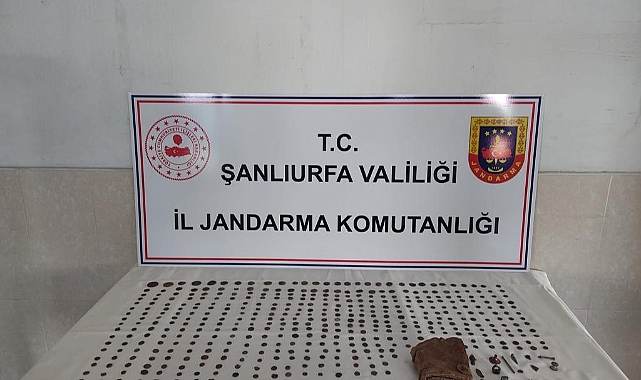 T.C.
ŞANLIURFA VALİLİĞİ
İL JANDARMA KOMUTANLIĞI
JANDARMA